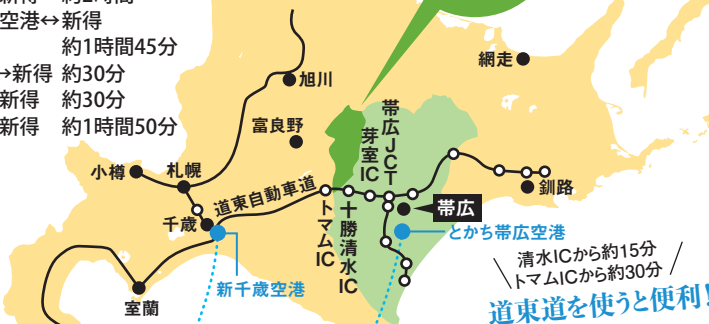 新得 約2時間
空港↔新得
約1時間45分
→新得 約30分
新得 約30分
新得 約1時間50分
網走
旭川
富良野
帯広JCT
芽室IC
小樽
札幌
道東自動車道
釧路
千歳
トマムIC
十勝清水IC
帯広
とかち帯広空港
新千歳空港
室蘭
清水ICから約15分
トマムICから約30分
道東道を使うと便利!